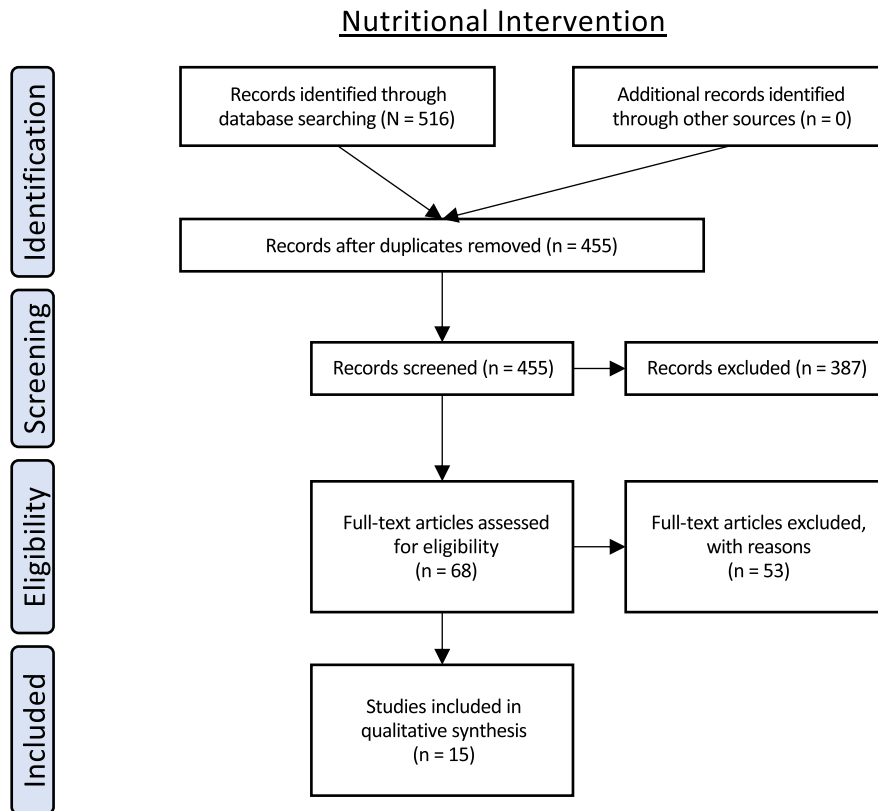 Nutritional Intervention
Identification
Records identified through
database searching (N = 516)
Additional records identified
through other sources (n = 0)
Records after duplicates removed (n = 455)
Screening
Records screened (n = 455)
Records excluded (n = 387)
Eligibility
Full-text articles assessed
for eligibility
(n = 68)
Full-text articles excluded,
with reasons
(n = 53)
Included
Studies included in
qualitative synthesis
(n = 15)